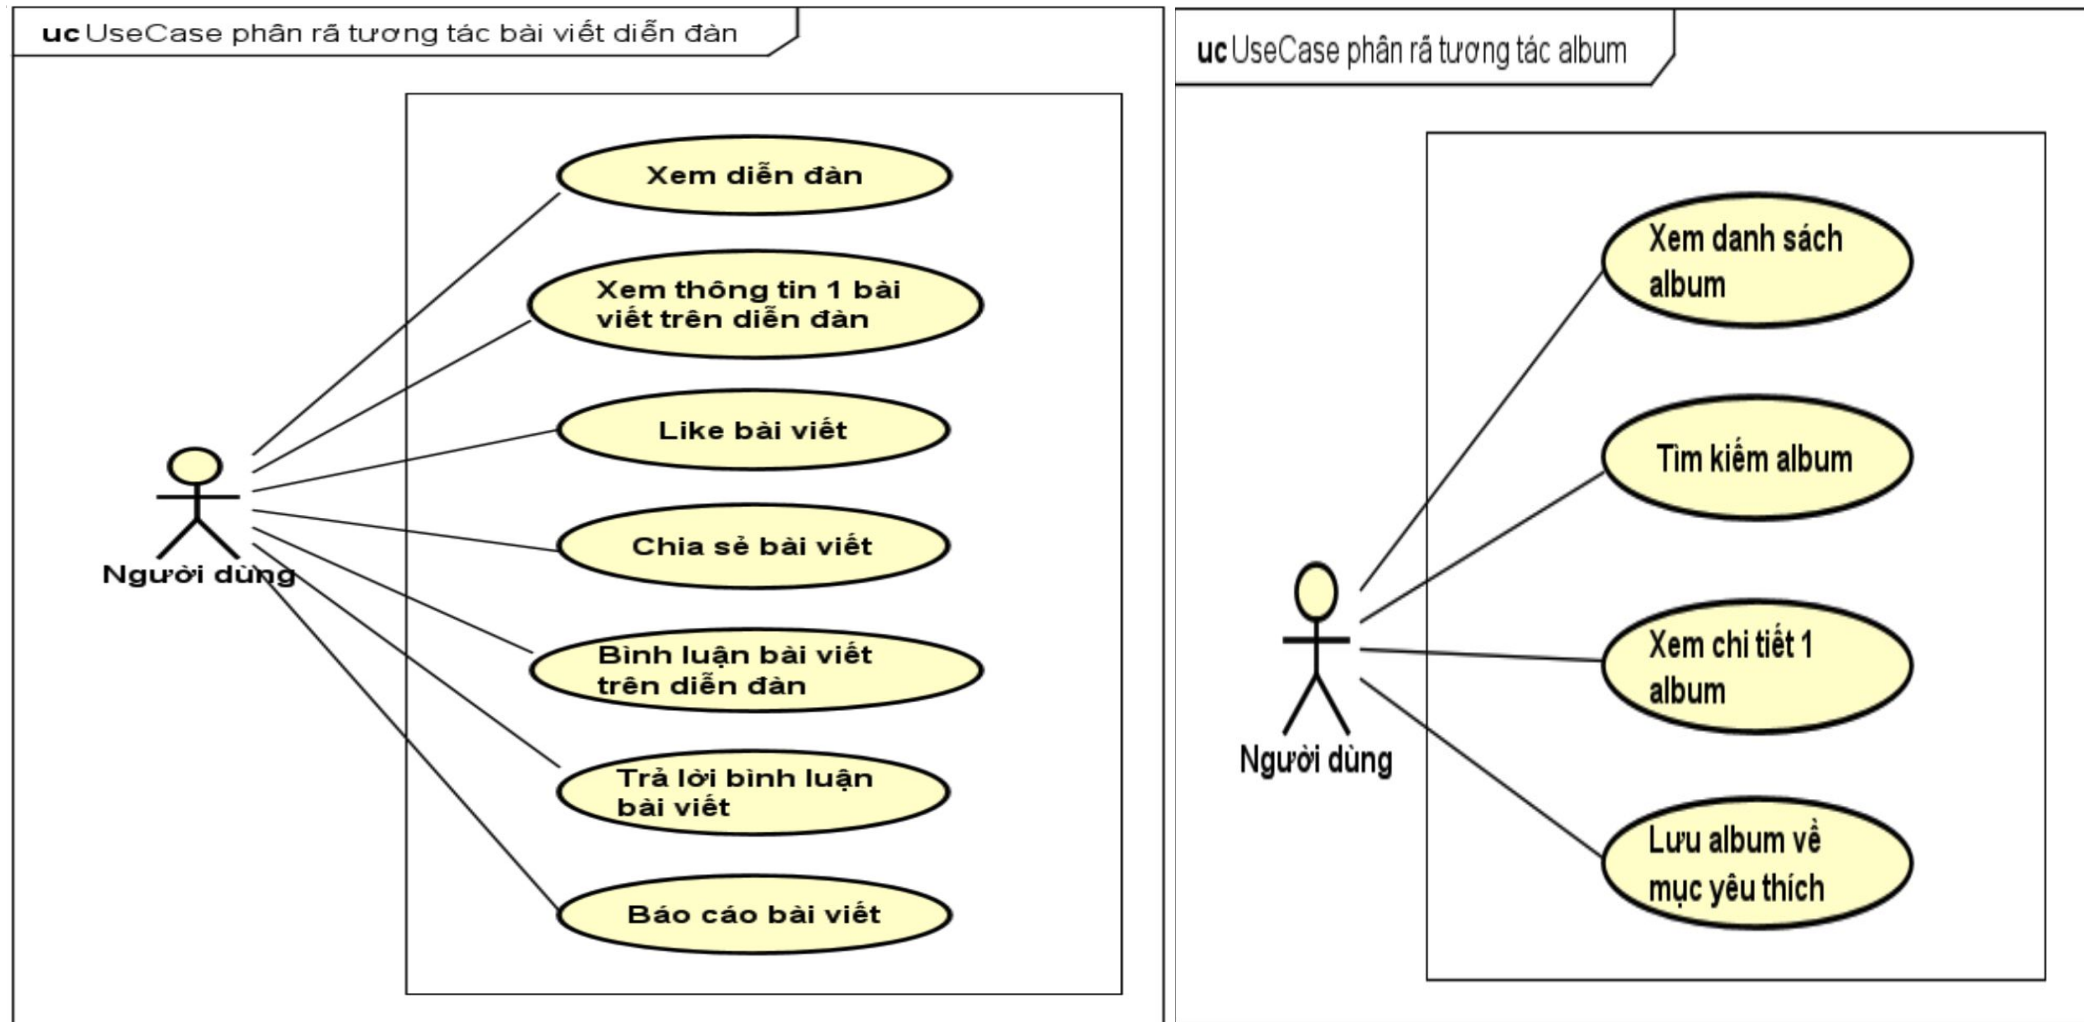 uc UseCase phân rã tương tác bài viết diễn đàn
Xem diễn đàn
Xem thông tin 1 bài
viết trên diễn đàn
Like bài viết
Chia sẻ bài viết
Người dùng
Bình luận bài viết
trên diễn đàn
Trả lời bình luận
bài viết
Báo cáo bài viết
uc UseCase phân rã tương tác album
Xem danh sách
album
Tìm kiếm album
Xem chi tiết 1
album
Người dùng
Lưu album về
mục yêu thích